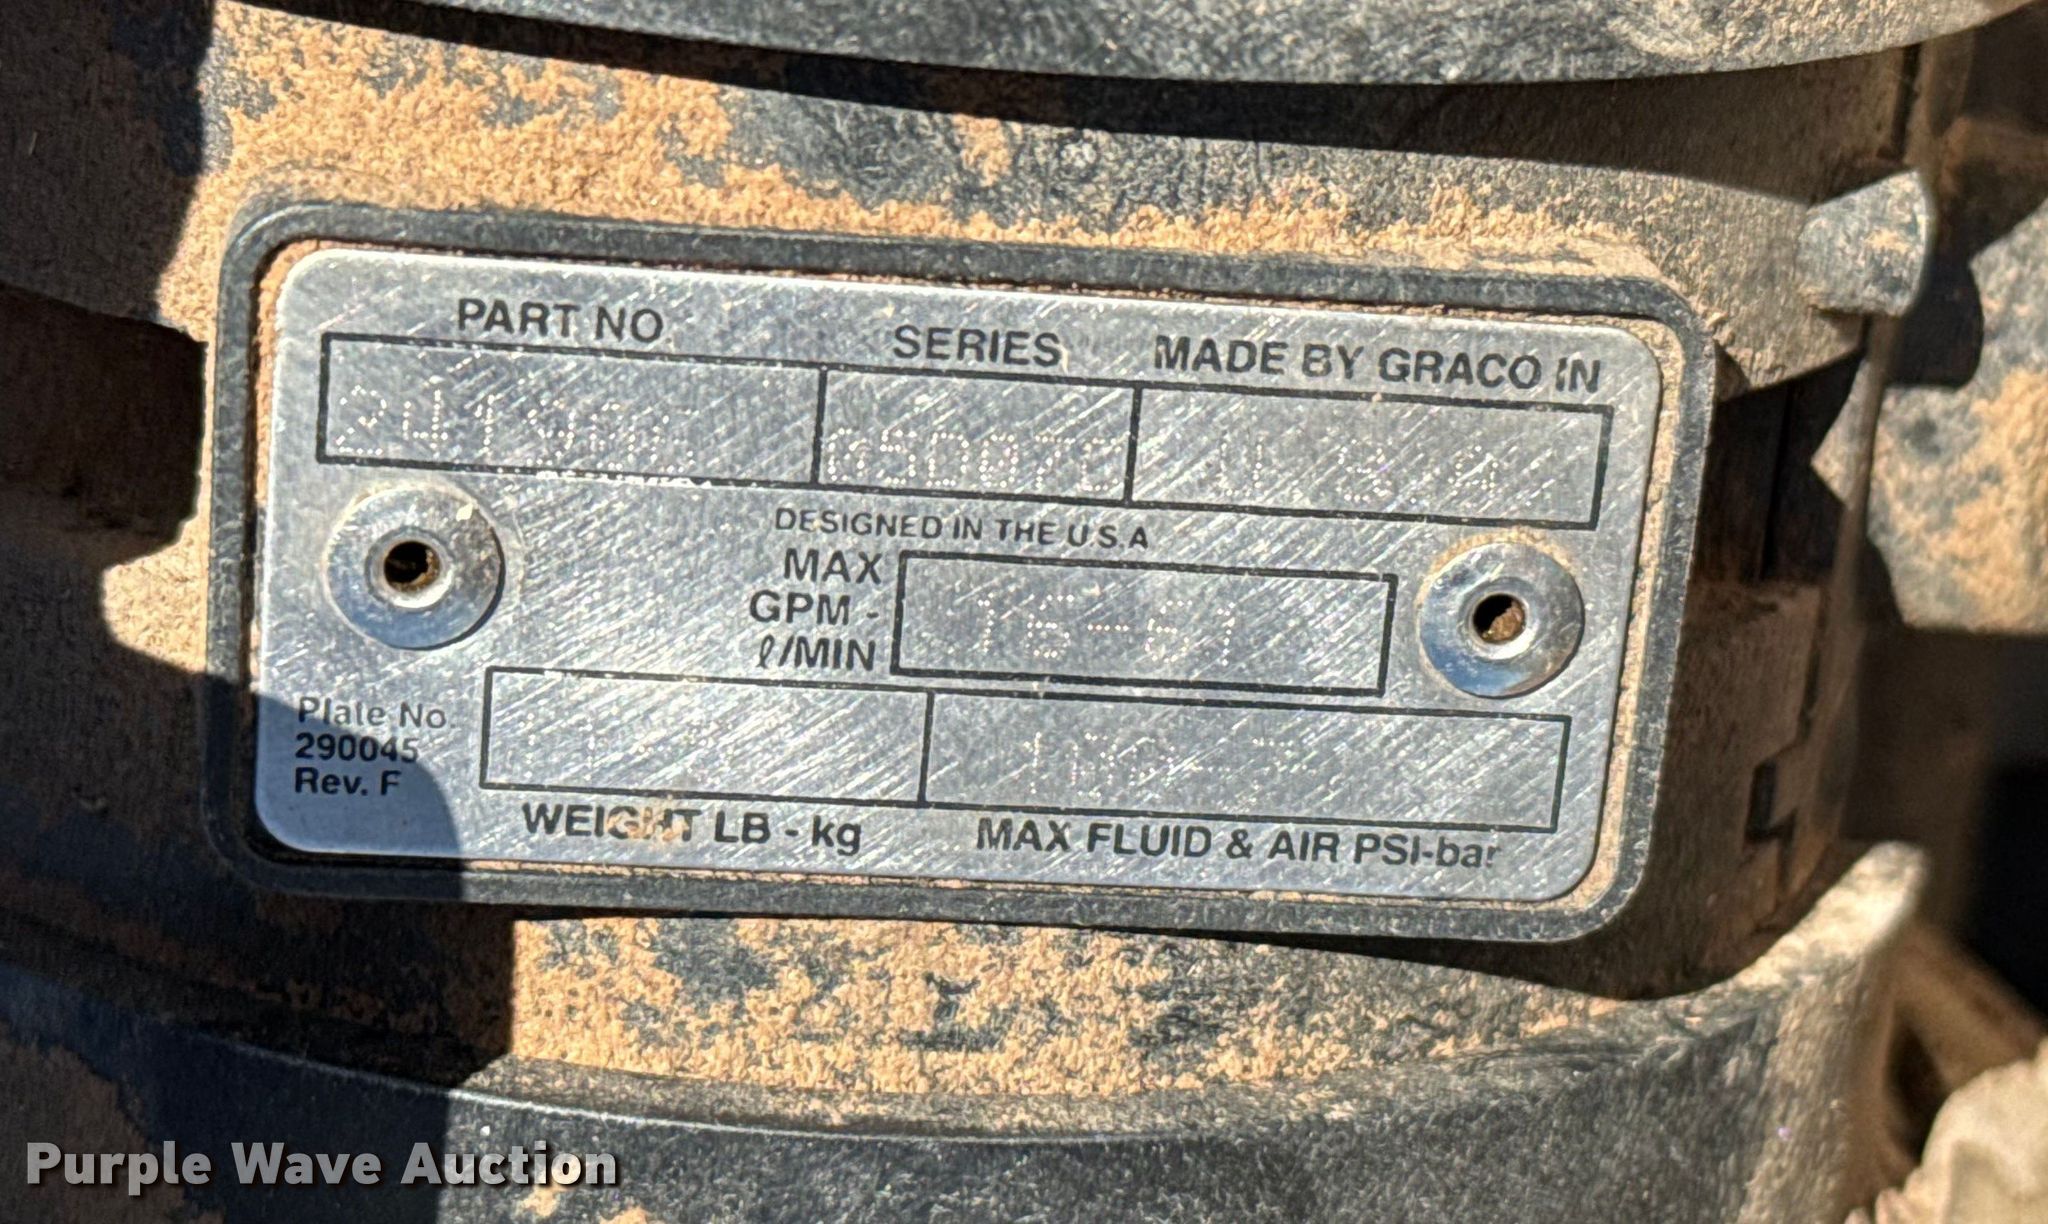 PART NO
SERIES
MADE BY GRACO IN
U.S.A.
DESIGNED IN THE U.S.A
MAX
GPM -
ℓ/MIN
Plate No.
290045
Rev. F
WEIGHT LB - kg
MAX FLUID & AIR PSI-bar
Purple Wave Auction